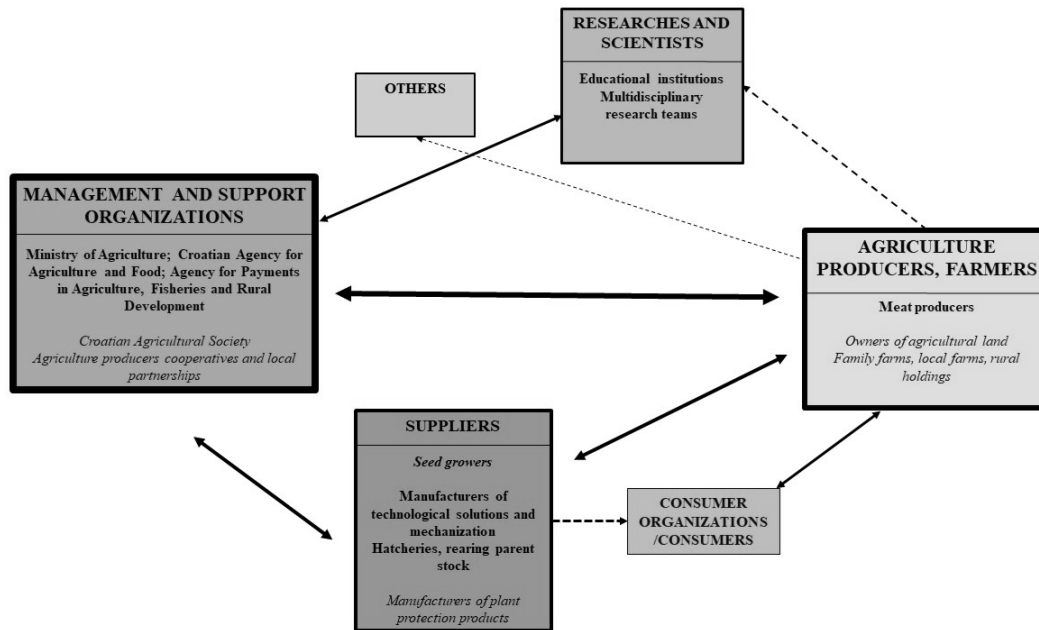 RESEARCHES AND
SCIENTISTS
Educational institutions
Multidisciplinary
research teams
OTHERS
MANAGEMENT AND SUPPORT
ORGANIZATIONS
Ministry of Agriculture; Croatian Agency for
Agriculture and Food; Agency for Payments
in Agriculture, Fisheries and Rural
Development
Croatian Agricultural Society
Agriculture producers cooperatives and local
partnerships
AGRICULTURE
PRODUCERS, FARMERS
Meat producers
Owners of agricultural land
Family farms, local farms, rural
holdings
SUPPLIERS
Seed growers
Manufacturers of
technological solutions and
mechanization
Hatcheries, rearing parent
stock
Manufacturers of plant
protection products
CONSUMER
ORGANIZATIONS
/CONSUMERS